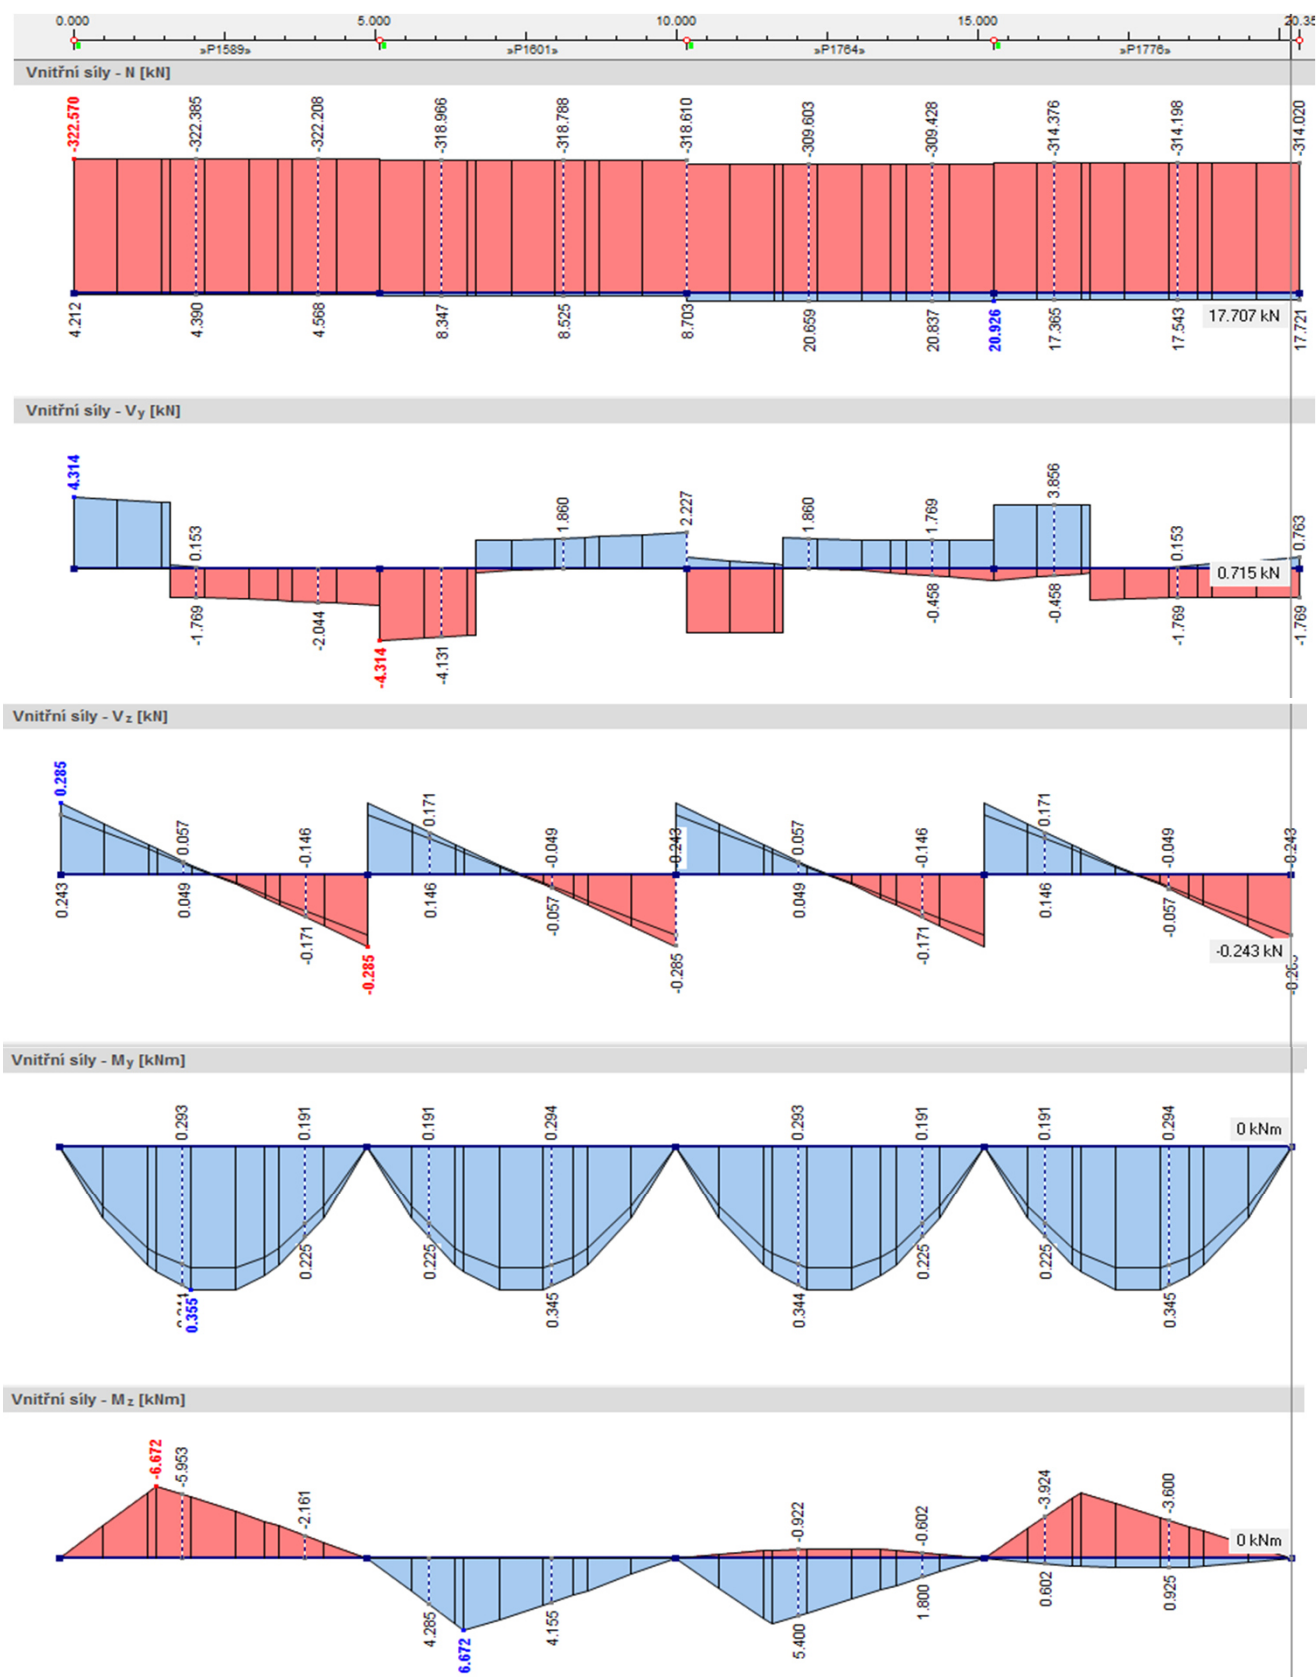 0.000 5.000 10.000 15.000 20.35
»P1589» »P1601» »P1764» »P1776»
Vnitřní síly - N [kN]
-322.570 -322.385 -322.208 -318.966 -318.788 -318.610 -309.603 -309.428 -314.376 -314.198 -314.020
4.212 4.390 4.568 8.347 8.525 8.703 20.659 20.837 20.926 17.365 17.543 17.721
17.707 kN
Vnitřní síly - Vy [kN]
4.314 0.153 1.860 2.227 1.860 1.769 3.856 0.153 0.763
0.715 kN
-1.769 -2.044 -4.314 -4.131 -0.458 -0.458 -1.769 -1.769
Vnitřní síly - Vz [kN]
0.285 0.057 -0.146 0.171 -0.049 -0.243 0.057 -0.146 0.171 -0.049 -0.243
0.243 0.049 -0.171 -0.285 0.146 -0.057 -0.285 0.049 -0.171 0.146 -0.057
-0.243 kN
Vnitřní síly - My [kNm]
0.293 0.191 0.191 0.294 0.293 0.191 0.191 0.294
0 kNm
0.355 0.225 0.225 0.345 0.344 0.225 0.225 0.345
Vnitřní síly - Mz [kNm]
-6.672 -5.953 -2.161 -0.922 -0.602 -3.924 -3.600
0 kNm
4.285 6.672 4.155 5.400 1.800 0.602 0.925